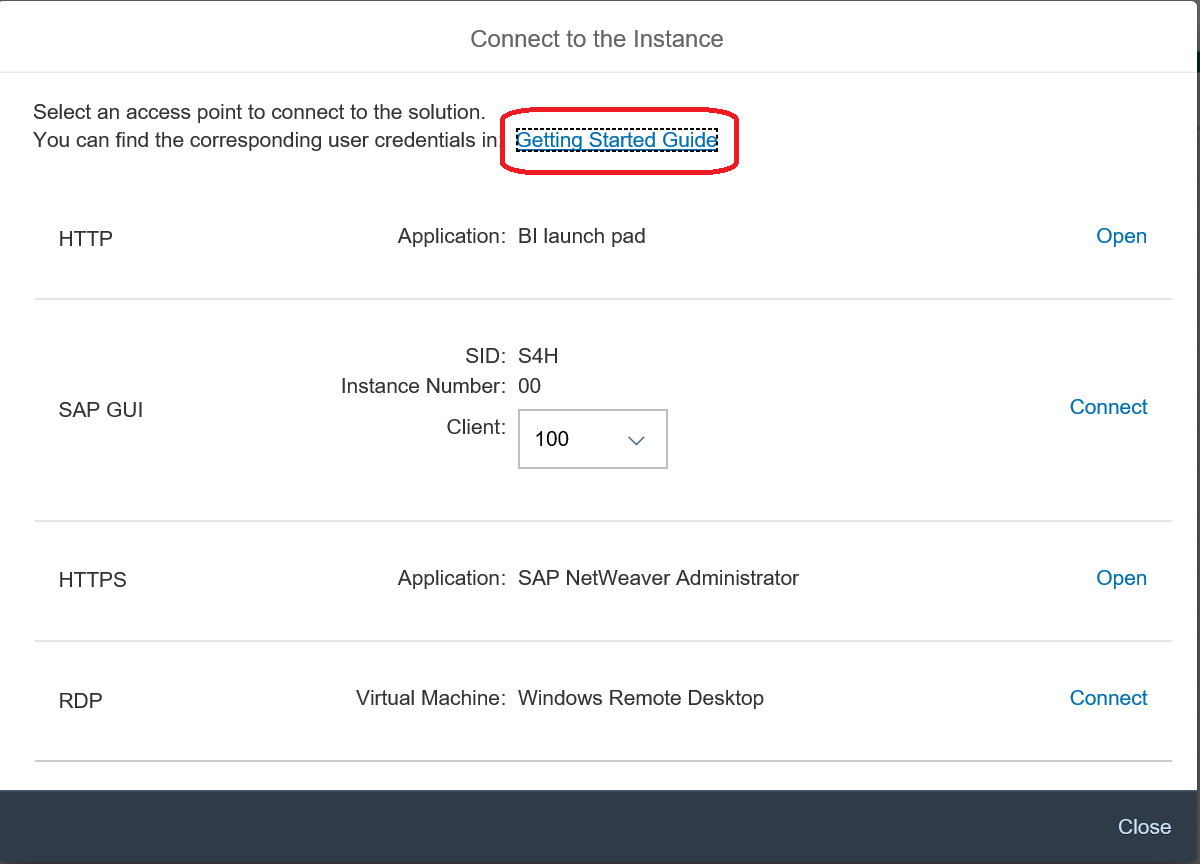 Connect to the Instance
Select an access point to connect to the solution.
You can find the corresponding user credentials in: Getting Started Guide
HTTP Application: BI launch pad Open
SID: S4H
Instance Number: 00
SAP GUI Connect
Client: 100
HTTPS Application: SAP NetWeaver Administrator Open
RDP Virtual Machine: Windows Remote Desktop Connect
Close